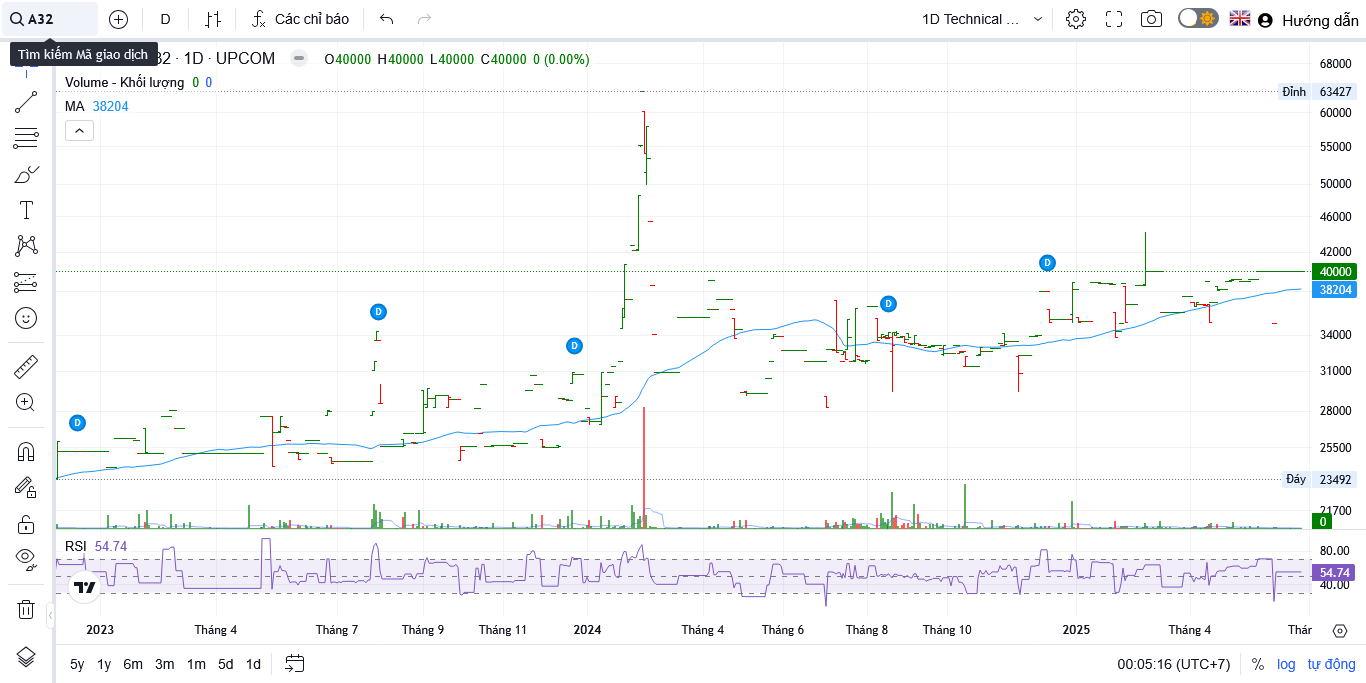 A32
D
Các chỉ báo
1D Technical ...
Hướng dẫn
Tìm kiếm Mã giao dịch
32 · 1D · UPCOM
O40000 H40000 L40000 C40000 0 (0.00%)
Volume - Khối lượng 0 0
MA 38204
68000
Đỉnh 63427
60000
55000
50000
46000
42000
40000
38204
34000
31000
28000
25500
Đáy 23492
21700
0
D
D
D
D
D
RSI 54.74
80.00
54.74
40.00
2023
Tháng 4
Tháng 7
Tháng 9
Tháng 11
2024
Tháng 4
Tháng 6
Tháng 8
Tháng 10
2025
Tháng 4
Thár
5y 1y 6m 3m 1m 5d 1d
00:05:16 (UTC+7)
% log tự động